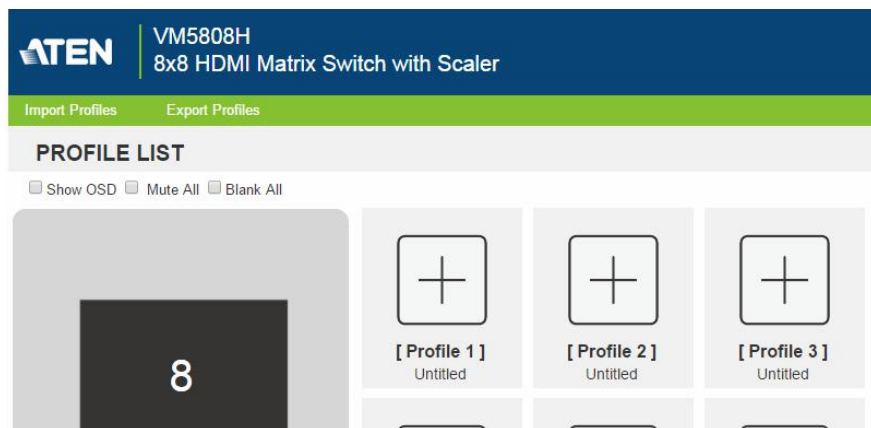 ATEN
VM5808H
8x8 HDMI Matrix Switch with Scaler
Import Profiles Export Profiles
PROFILE LIST
Show OSD Mute All Blank All
8
[ Profile 1 ] [ Profile 2 ] [ Profile 3 ]
Untitled Untitled Untitled